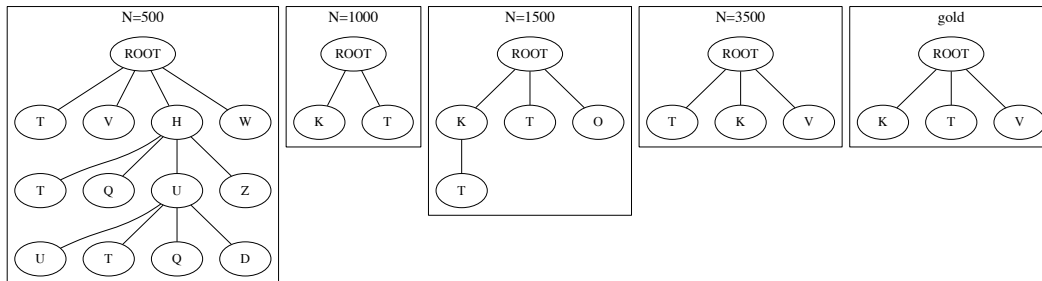 N=500
ROOT
T V H W
T Q U Z
U T Q D
N=1000
ROOT
K T
N=1500
ROOT
K T O
T
N=3500
ROOT
T K V
gold
ROOT
K T V